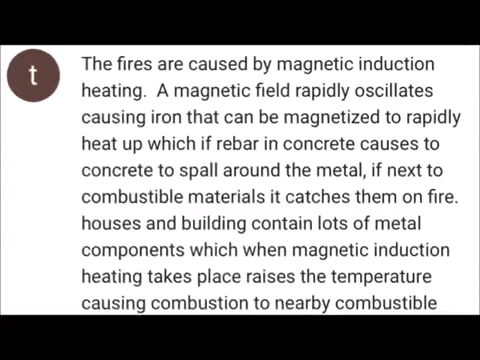 t
The fires are caused by magnetic induction
heating.  A magnetic field rapidly oscillates
causing iron that can be magnetized to rapidly
heat up which if rebar in concrete causes to
concrete to spall around the metal, if next to
combustible materials it catches them on fire.
houses and building contain lots of metal
components which when magnetic induction
heating takes place raises the temperature
causing combustion to nearby combustible